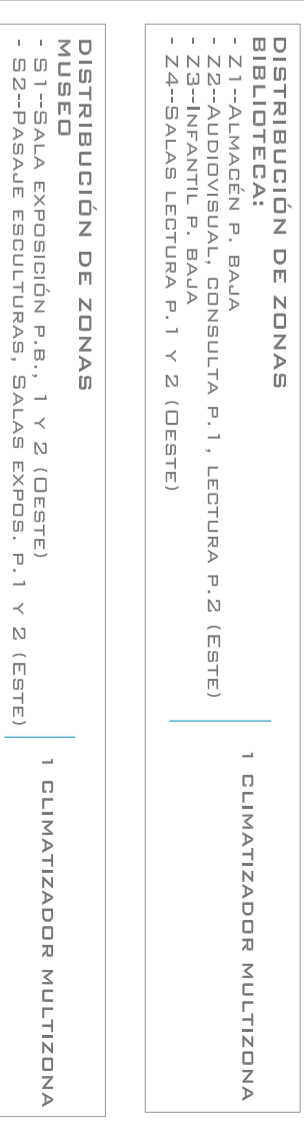 DISTRIBUCIÓN DE ZONAS
BIBLIOTECA:
- Z1--ALMACÉN P. BAJA
- Z2--AUDIOVISUAL, CONSULTA P.1, LECTURA P.2 (ESTE)
- Z3--INFANTIL P. BAJA
- Z4--SALAS LECTURA P.1 Y 2 (OESTE)
1 CLIMATIZADOR MULTIZONA
DISTRIBUCIÓN DE ZONAS
MUSEO
- S1--SALA EXPOSICIÓN P.B., 1 Y 2 (OESTE)
- S2--PASAJE ESCULTURAS, SALAS EXPOS. P.1 Y 2 (ESTE)
1 CLIMATIZADOR MULTIZONA